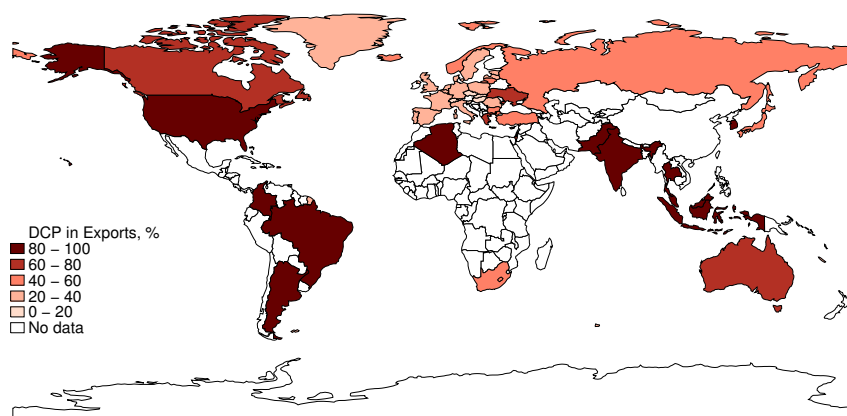 DCP in Exports, %
80 – 100
60 – 80
40 – 60
20 – 40
0 – 20
No data